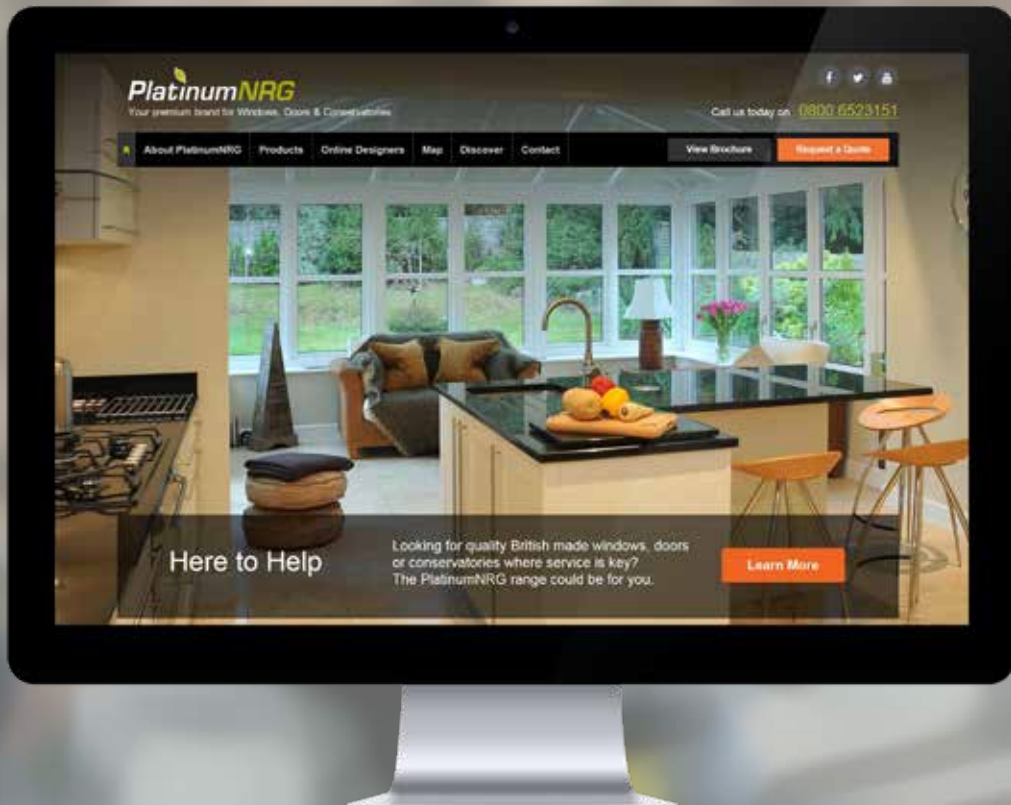 PlatinumNRG
Your premium brand for Windows, Doors & Conservatories
Call us today on 0800 6523151
About PlatinumNRG Products Online Designers Map Discover Contact View Brochure Request a Quote
Here to Help
Looking for quality British made windows, doors
or conservatories where service is key?
The PlatinumNRG range could be for you.
Learn More